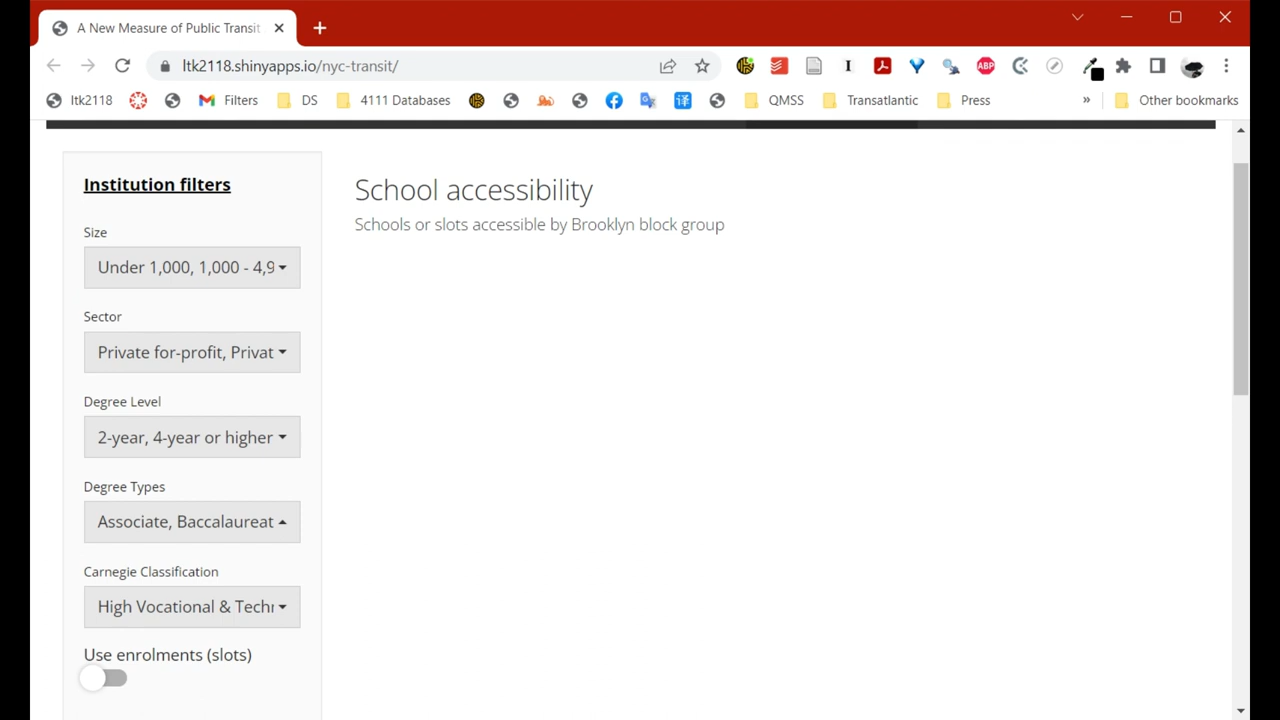 A New Measure of Public Transit
ltk2118.shinyapps.io/nyc-transit/
ltk2118
Filters
DS
4111 Databases
QMSS
Transatlantic
Press
»
Other bookmarks
Institution filters
Size
Under 1,000, 1,000 - 4,9
Sector
Private for-profit, Privat
Degree Level
2-year, 4-year or higher
Degree Types
Associate, Baccalaureat
Carnegie Classification
High Vocational & Techn
Use enrolments (slots)
School accessibility
Schools or slots accessible by Brooklyn block group
ABP
I
译